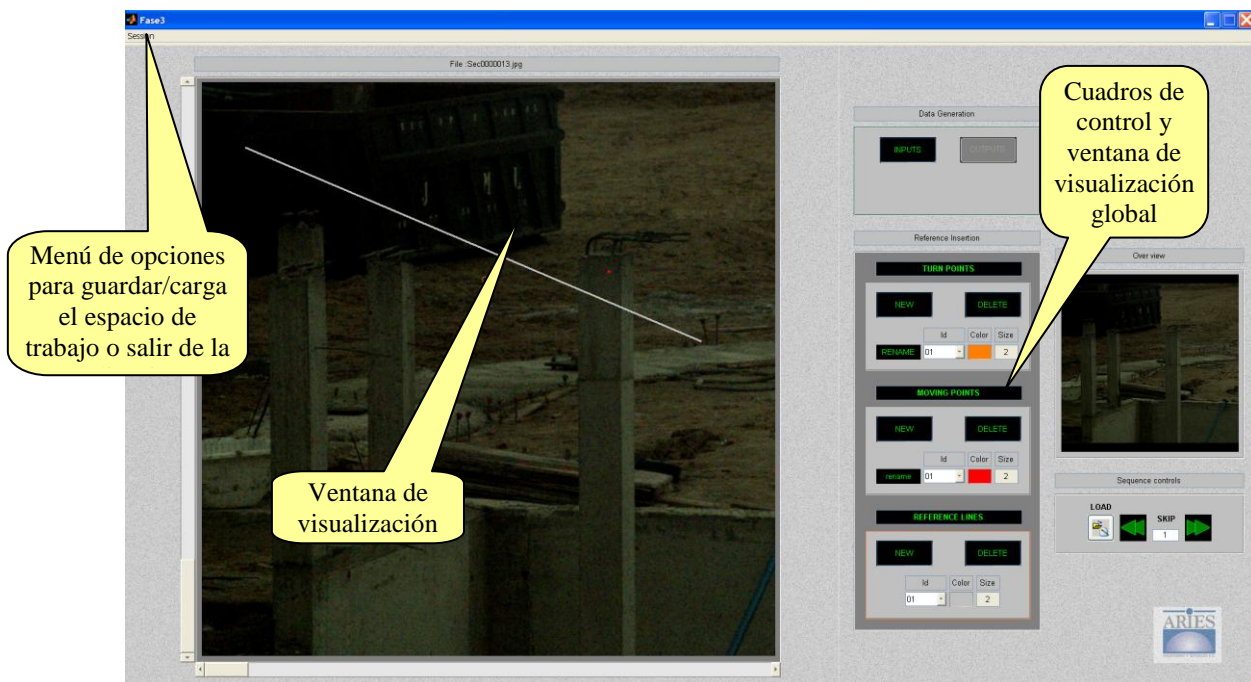 Fase3
Session
File :Sec0000013.jpg
J M L
Menú de opciones
para guardar/carga
el espacio de
trabajo o salir de la
Ventana de
visualización
Cuadros de
control y
ventana de
visualización
global
Data Generation
INPUTS
OUTPUTS
Reference Insertion
TURN POINTS
NEW
DELETE
Id
Color
Size
RENAME
01
2
MOVING POINTS
NEW
DELETE
Id
Color
Size
rename
01
2
REFERENCE LINES
NEW
DELETE
Id
Color
Size
01
2
Over view
Sequence controls
LOAD
SKIP
1
ARIES